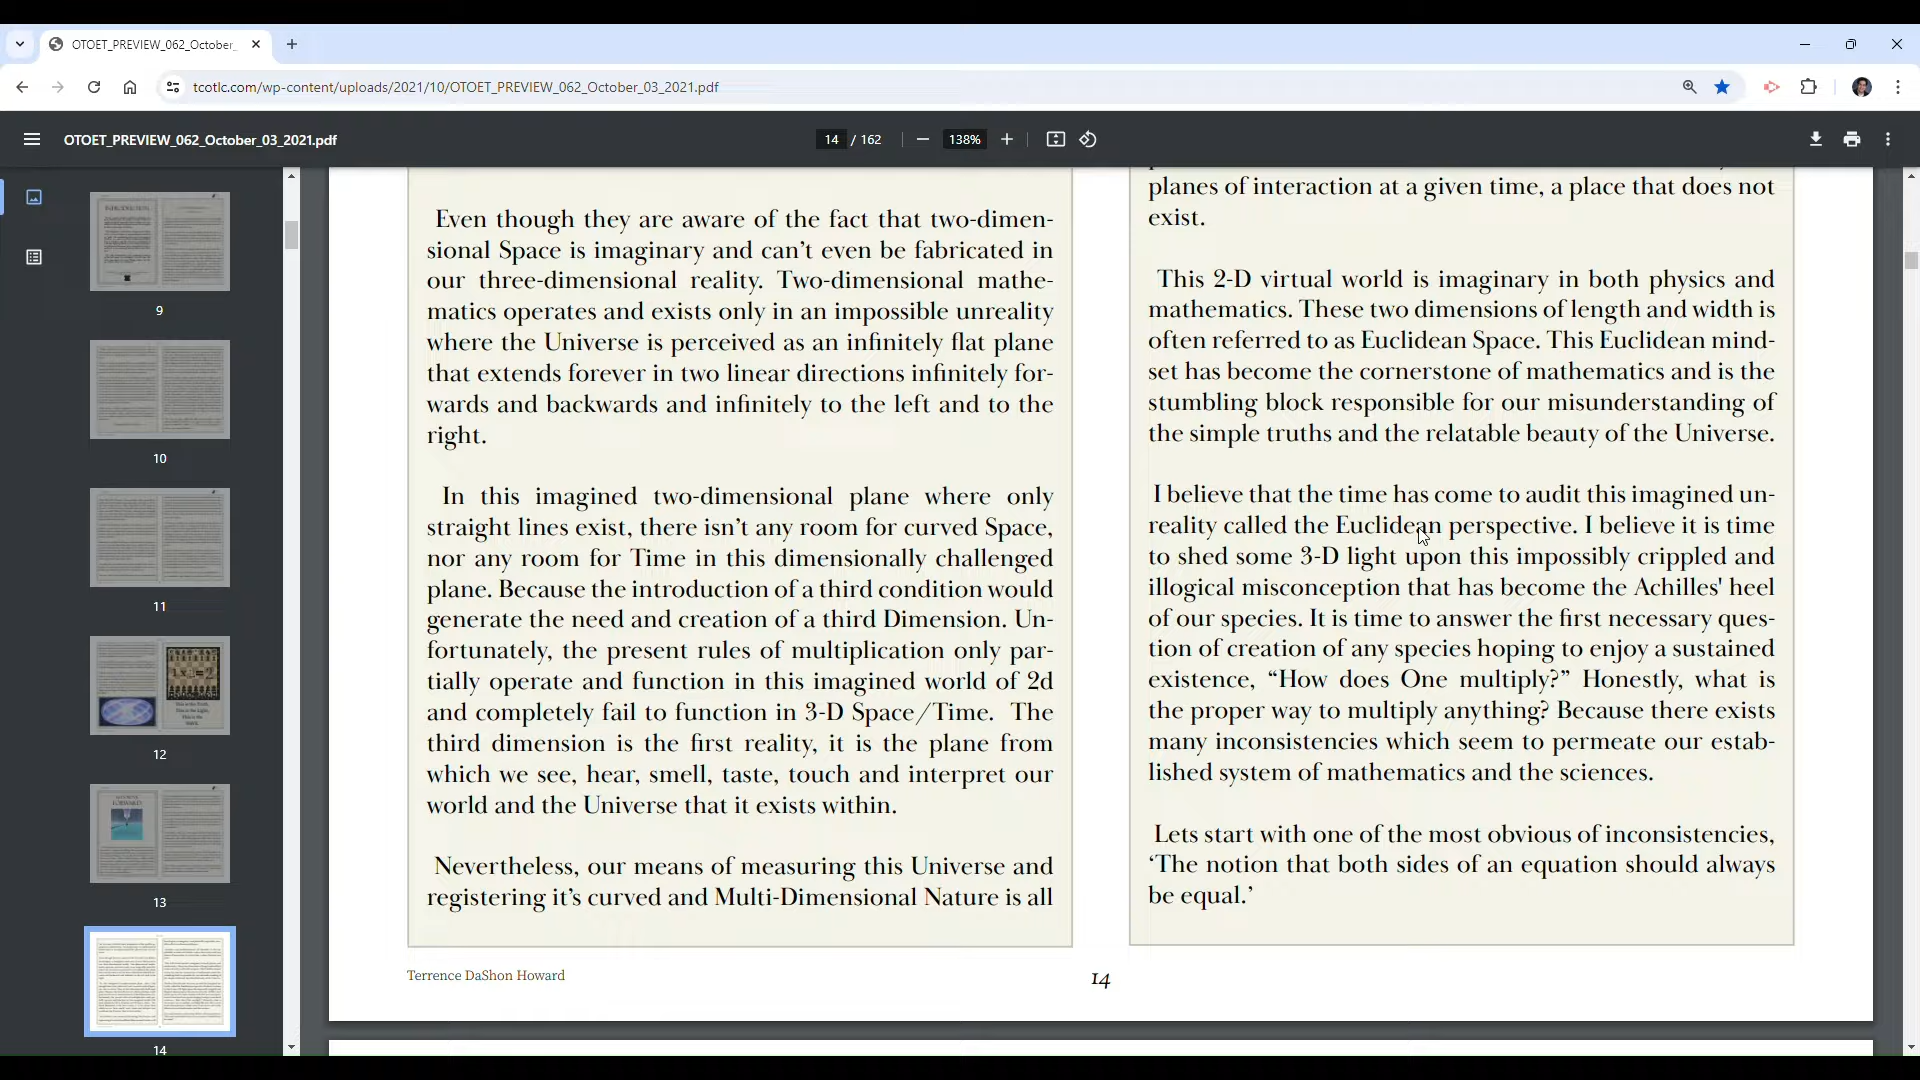 OTOET_PREVIEW_062_October_
tcotlc.com/wp-content/uploads/2021/10/OTOET_PREVIEW_062_October_03_2021.pdf
OTOET_PREVIEW_062_October_03_2021.pdf
14 / 162
138%
9
10
11
12
13
14
Even though they are aware of the fact that two-dimen-
sional Space is imaginary and can’t even be fabricated in
our three-dimensional reality. Two-dimensional mathe-
matics operates and exists only in an impossible unreality
where the Universe is perceived as an infinitely flat plane
that extends forever in two linear directions infinitely for-
wards and backwards and infinitely to the left and to the
right.
In this imagined two-dimensional plane where only
straight lines exist, there isn’t any room for curved Space,
nor any room for Time in this dimensionally challenged
plane. Because the introduction of a third condition would
generate the need and creation of a third Dimension. Un-
fortunately, the present rules of multiplication only par-
tially operate and function in this imagined world of 2d
and completely fail to function in 3-D Space/Time. The
third dimension is the first reality, it is the plane from
which we see, hear, smell, taste, touch and interpret our
world and the Universe that it exists within.
Nevertheless, our means of measuring this Universe and
registering it’s curved and Multi-Dimensional Nature is all
planes of interaction at a given time, a place that does not
exist.
This 2-D virtual world is imaginary in both physics and
mathematics. These two dimensions of length and width is
often referred to as Euclidean Space. This Euclidean mind-
set has become the cornerstone of mathematics and is the
stumbling block responsible for our misunderstanding of
the simple truths and the relatable beauty of the Universe.
I believe that the time has come to audit this imagined un-
reality called the Euclidean perspective. I believe it is time
to shed some 3-D light upon this impossibly crippled and
illogical misconception that has become the Achilles' heel
of our species. It is time to answer the first necessary ques-
tion of creation of any species hoping to enjoy a sustained
existence, “How does One multiply?” Honestly, what is
the proper way to multiply anything? Because there exists
many inconsistencies which seem to permeate our estab-
lished system of mathematics and the sciences.
Lets start with one of the most obvious of inconsistencies,
‘The notion that both sides of an equation should always
be equal.’
Terrence DaShon Howard
14